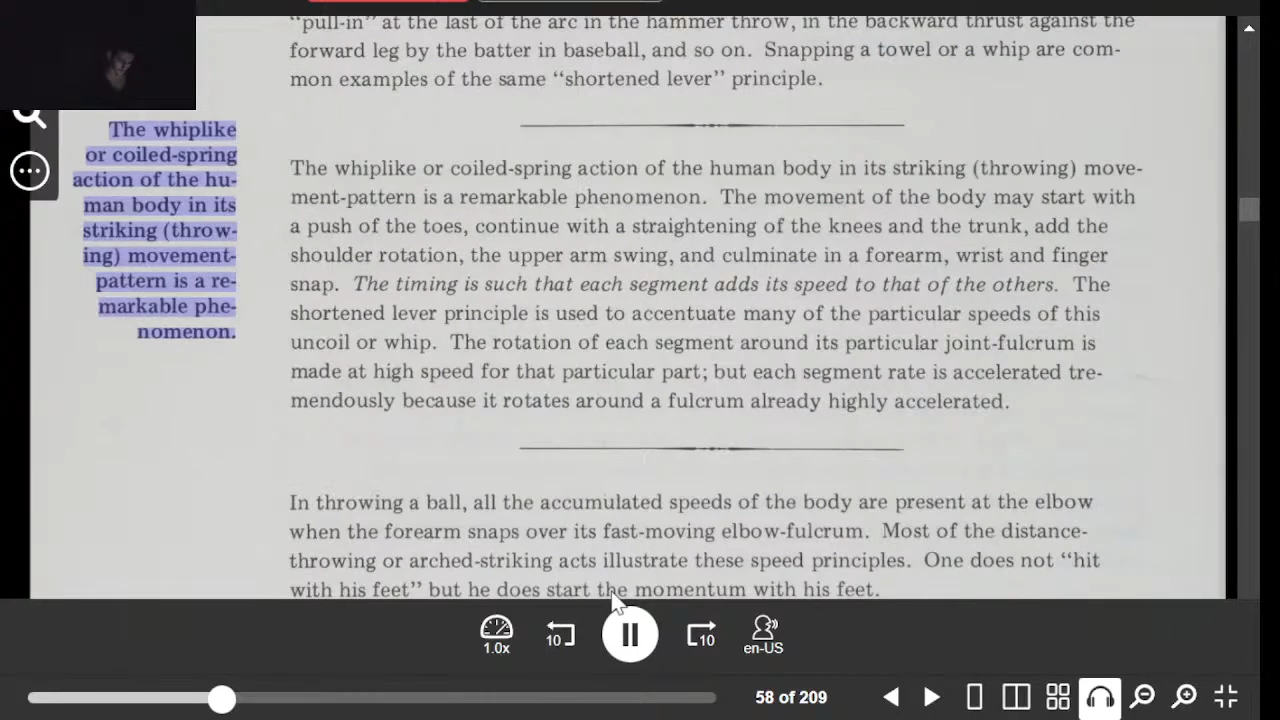 "pull-in" at the last of the arc in the hammer throw, in the backward thrust against the
forward leg by the batter in baseball, and so on. Snapping a towel or a whip are com-
mon examples of the same "shortened lever" principle.
The whiplike
or coiled-spring
action of the hu-
man body in its
striking (throw-
ing) movement-
pattern is a re-
markable phe-
nomenon.
The whiplike or coiled-spring action of the human body in its striking (throwing) move-
ment-pattern is a remarkable phenomenon. The movement of the body may start with
a push of the toes, continue with a straightening of the knees and the trunk, add the
shoulder rotation, the upper arm swing, and culminate in a forearm, wrist and finger
snap. The timing is such that each segment adds its speed to that of the others. The
shortened lever principle is used to accentuate many of the particular speeds of this
uncoil or whip. The rotation of each segment around its particular joint-fulcrum is
made at high speed for that particular part; but each segment rate is accelerated tre-
mendously because it rotates around a fulcrum already highly accelerated.
In throwing a ball, all the accumulated speeds of the body are present at the elbow
when the forearm snaps over its fast-moving elbow-fulcrum. Most of the distance-
throwing or arched-striking acts illustrate these speed principles. One does not "hit
with his feet" but he does start the momentum with his feet.
1.0x
10
10
en-US
58 of 209